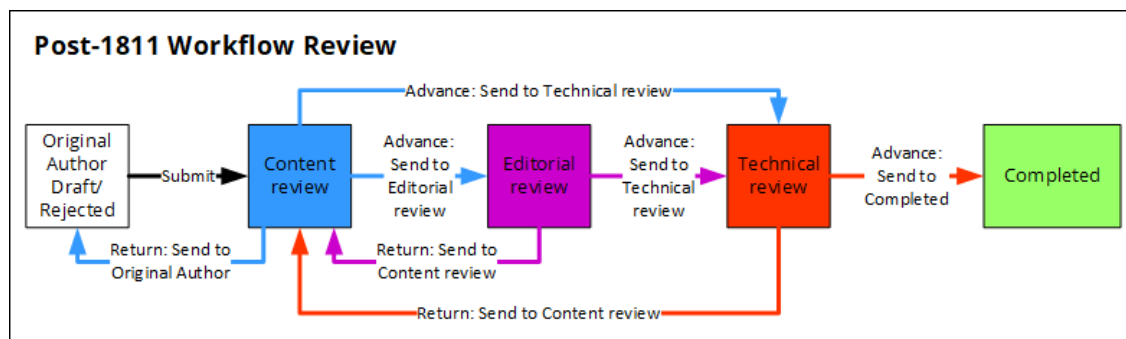 Post-1811 Workflow Review
Advance: Send to Technical review
Original
Author
Draft/
Rejected
Submit
Content
review
Advance:
Send to
Editorial
review
Editorial
review
Advance:
Send to
Technical
review
Technical
review
Advance:
Send to
Completed
Completed
Return: Send to
Original Author
Return: Send to
Content review
Return: Send to Content review